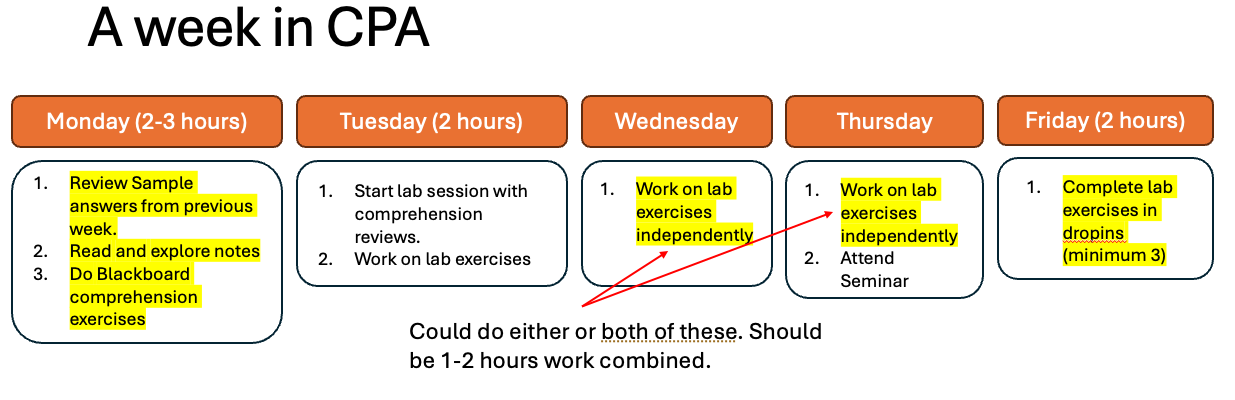 A week in CPA
Monday (2-3 hours)
1. Review Sample
answers from previous
week.
2. Read and explore notes
3. Do Blackboard
comprehension
exercises
Tuesday (2 hours)
1. Start lab session with
comprehension
reviews.
2. Work on lab exercises
Wednesday
1. Work on lab
exercises
independently
Thursday
1. Work on lab
exercises
independently
2. Attend
Seminar
Friday (2 hours)
1. Complete lab
exercises in
dropins
(minimum 3)
Could do either or both of these. Should
be 1-2 hours work combined.